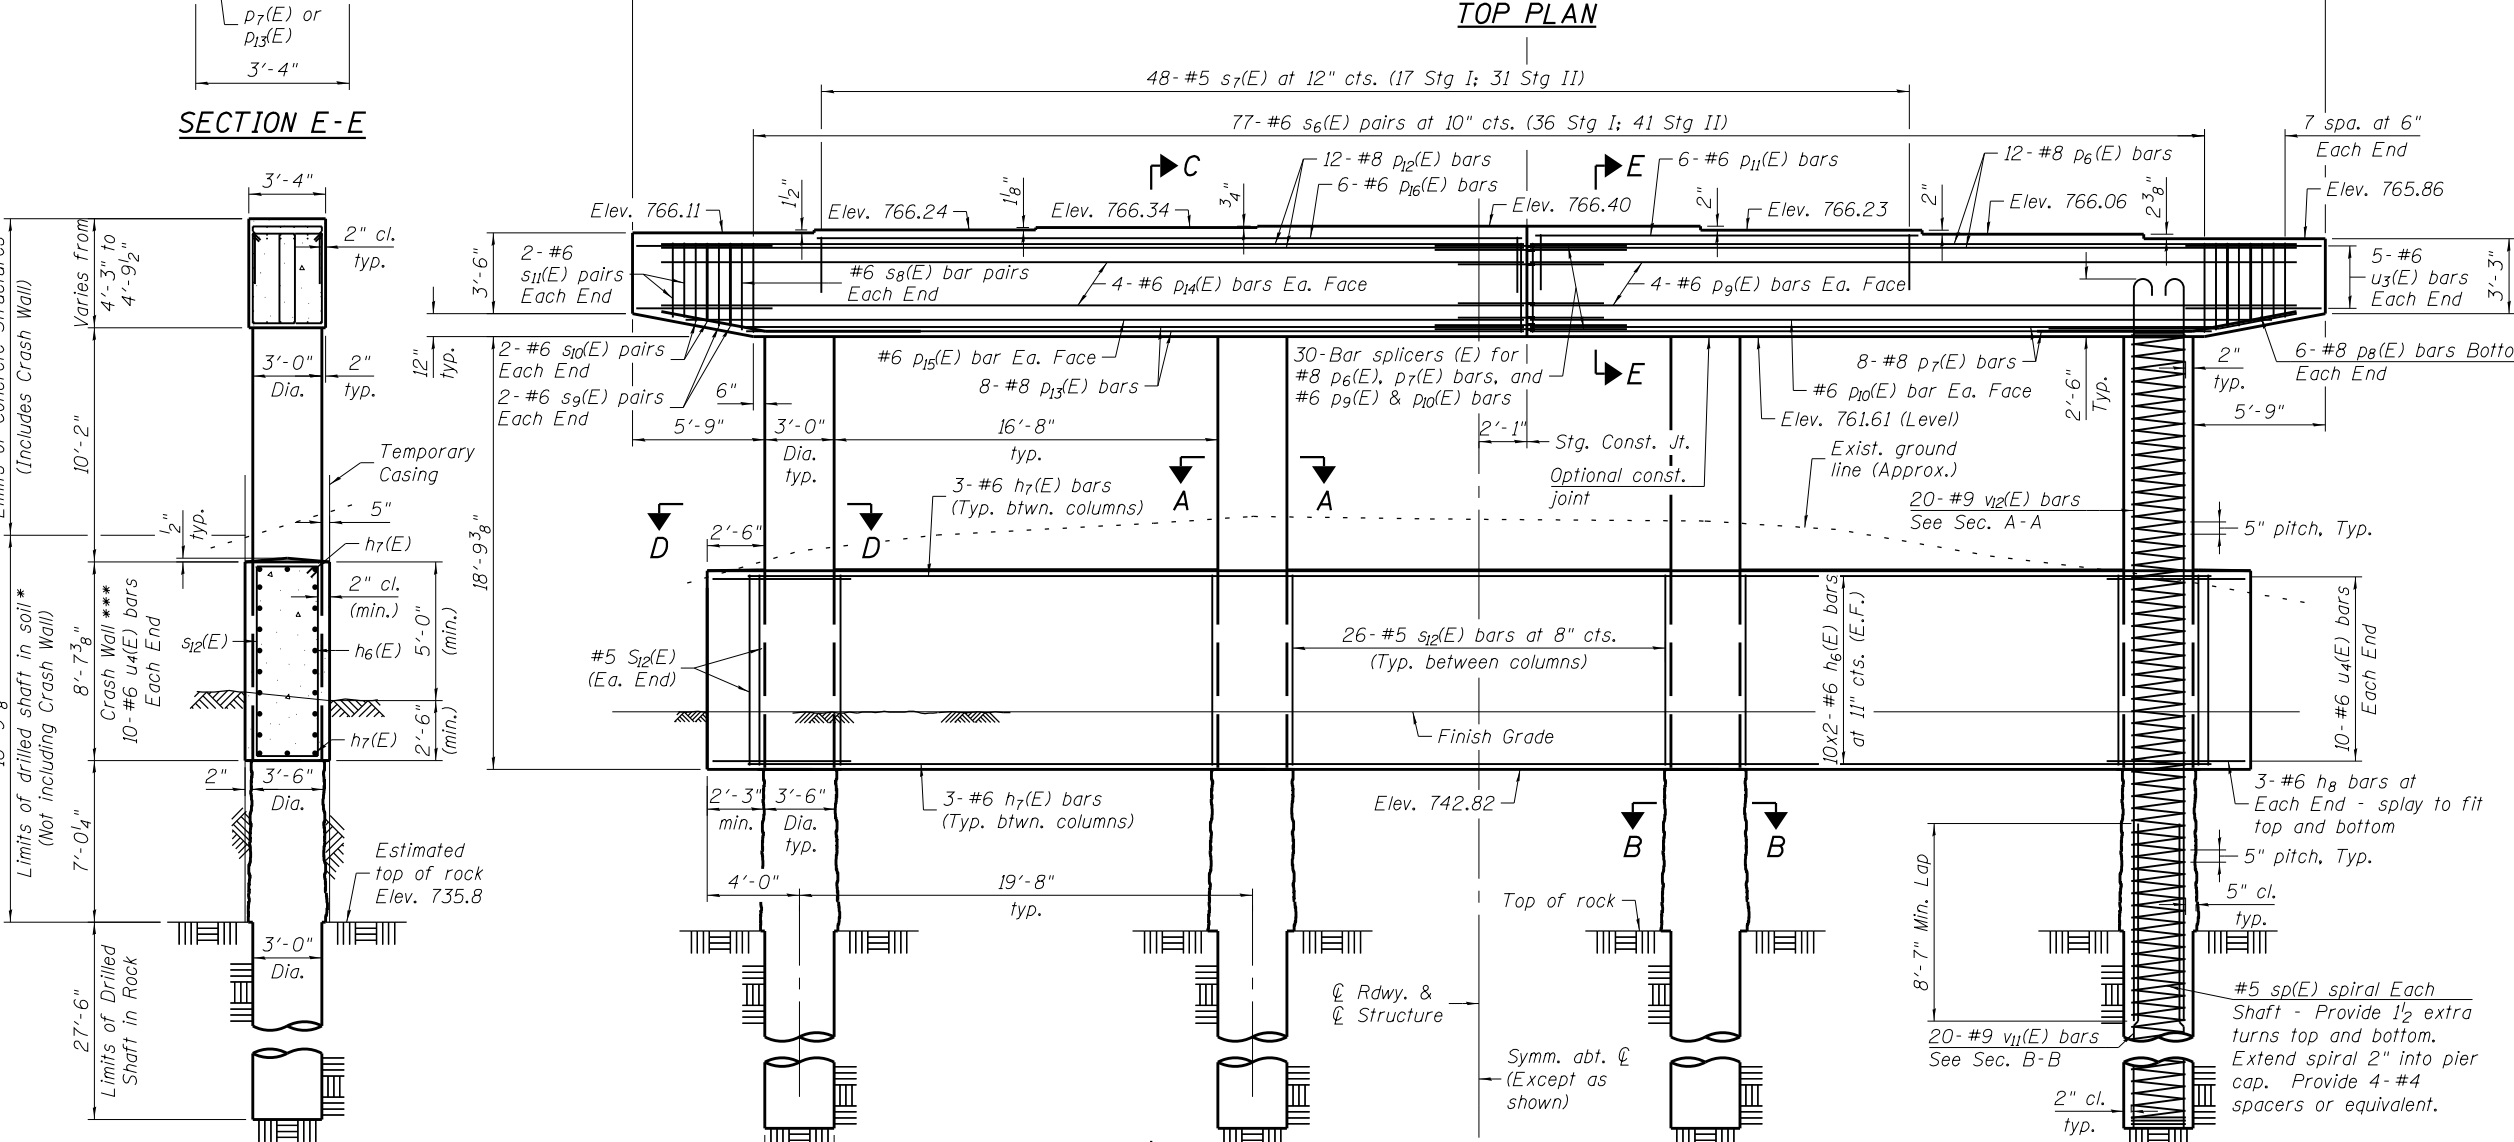 TOP PLAN
p7(E) or
p13(E)
3'-4"
SECTION E-E
48-#5 s7(E) at 12" cts. (17 Stg I; 31 Stg II)
77-#6 s6(E) pairs at 10" cts. (36 Stg I; 41 Stg II)
7 spa. at 6"
Each End
12-#8 p12(E) bars
6-#6 p16(E) bars
6-#6 p11(E) bars
12-#8 p6(E) bars
C
E
Elev. 766.11
1½"
Elev. 766.24
1⅛"
Elev. 766.34
¾"
Elev. 766.40
2"
Elev. 766.23
2"
Elev. 766.06
2⅜"
Elev. 765.86
3'-6"
2-#6
s11(E) pairs
Each End
#6 s8(E) bar pairs
Each End
4-#6 p14(E) bars Ea. Face
4-#6 p9(E) bars Ea. Face
5-#6
u3(E) bars
Each End
3'-3"
12"
typ.
2-#6 s10(E) pairs
Each End
2-#6 s9(E) pairs
Each End
#6 p15(E) bar Ea. Face
8-#8 p13(E) bars
30-Bar splicers (E) for
#8 p6(E), p7(E) bars, and
#6 p9(E) & p10(E) bars
E
8-#8 p7(E) bars
#6 p10(E) bar Ea. Face
Elev. 761.61 (Level)
2'-6"
Typ.
2"
typ.
6-#8 p8(E) bars Botto
Each End
5'-9"
6"
5'-9"
3'-0"
Dia.
typ.
16'-8"
typ.
2'-1"
Stg. Const. Jt.
Optional const.
joint
Exist. ground
line (Approx.)
20-#9 v12(E) bars
See Sec. A-A
5" pitch, Typ.
3-#6 h7(E) bars
(Typ. btwn. columns)
A
A
D
D
2'-6"
18'-9⅜"
#5 S12(E)
(Ea. End)
26-#5 s12(E) bars at 8" cts.
(Typ. between columns)
10x2-#6 h6(E) bars
at 11" cts. (E.F.)
10-#6 u4(E) bars
Each End
Finish Grade
3-#6 h7(E) bars
(Typ. btwn. columns)
Elev. 742.82
3-#6 h8 bars at
Each End - splay to fit
top and bottom
2'-3"
min.
3'-6"
Dia.
typ.
B
B
4'-0"
19'-8"
typ.
Top of rock
8'-7" Min. Lap
5" pitch, Typ.
5" cl.
typ.
℄ Rdwy. &
℄ Structure
Symm. abt. ℄
(Except as
shown)
20-#9 v11(E) bars
See Sec. B-B
2" cl.
typ.
#5 sp(E) spiral Each
Shaft - Provide 1½ extra
turns top and bottom.
Extend spiral 2" into pier
cap. Provide 4-#4
spacers or equivalent.
3'-4"
Varies from
4'-3" to
4'-9½"
2" cl.
typ.
3'-0"
Dia.
2"
typ.
(Includes Crash Wall)
10'-2"
Temporary
Casing
½"
typ.
5"
h7(E)
2" cl.
(min.)
s12(E)
h6(E)
5'-0"
(min.)
2'-6"
(min.)
h7(E)
Limits of drilled shaft in soil*
(Not including Crash Wall)
8'-7⅜"
Crash Wall***
10-#6 u4(E) bars
Each End
2"
3'-6"
Dia.
7'-0¼"
Estimated
top of rock
Elev. 735.8
3'-0"
Dia.
27'-6"
Limits of Drilled
Shaft in Rock